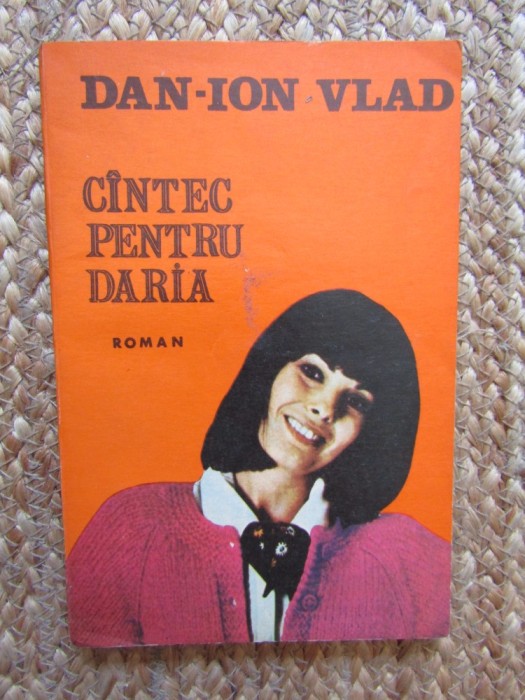 DAN-ION VLAD
CÎNTEC
PENTRU
DARIA
ROMAN